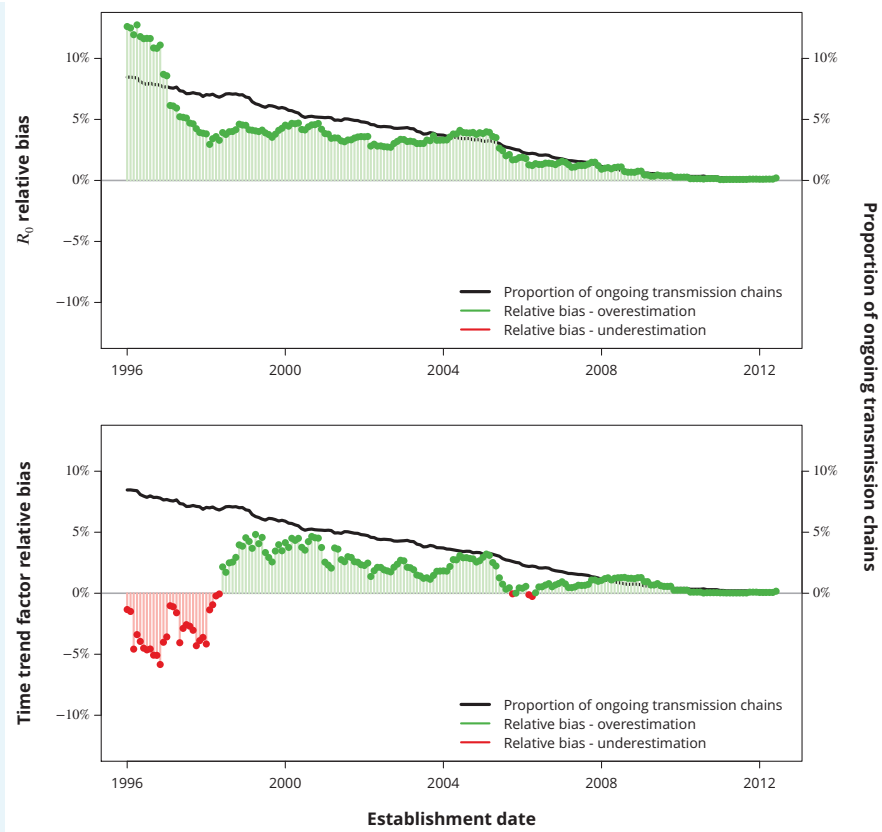 10%
5%
0%
−5%
−10%
10%
5%
0%
R0 relative bias
Proportion of ongoing transmission chains
Relative bias - overestimation
Relative bias - underestimation
1996
2000
2004
2008
2012
Proportion of ongoing transmission chains
10%
5%
0%
−5%
−10%
10%
5%
0%
Time trend factor relative bias
Proportion of ongoing transmission chains
Relative bias - overestimation
Relative bias - underestimation
1996
2000
2004
2008
2012
Establishment date